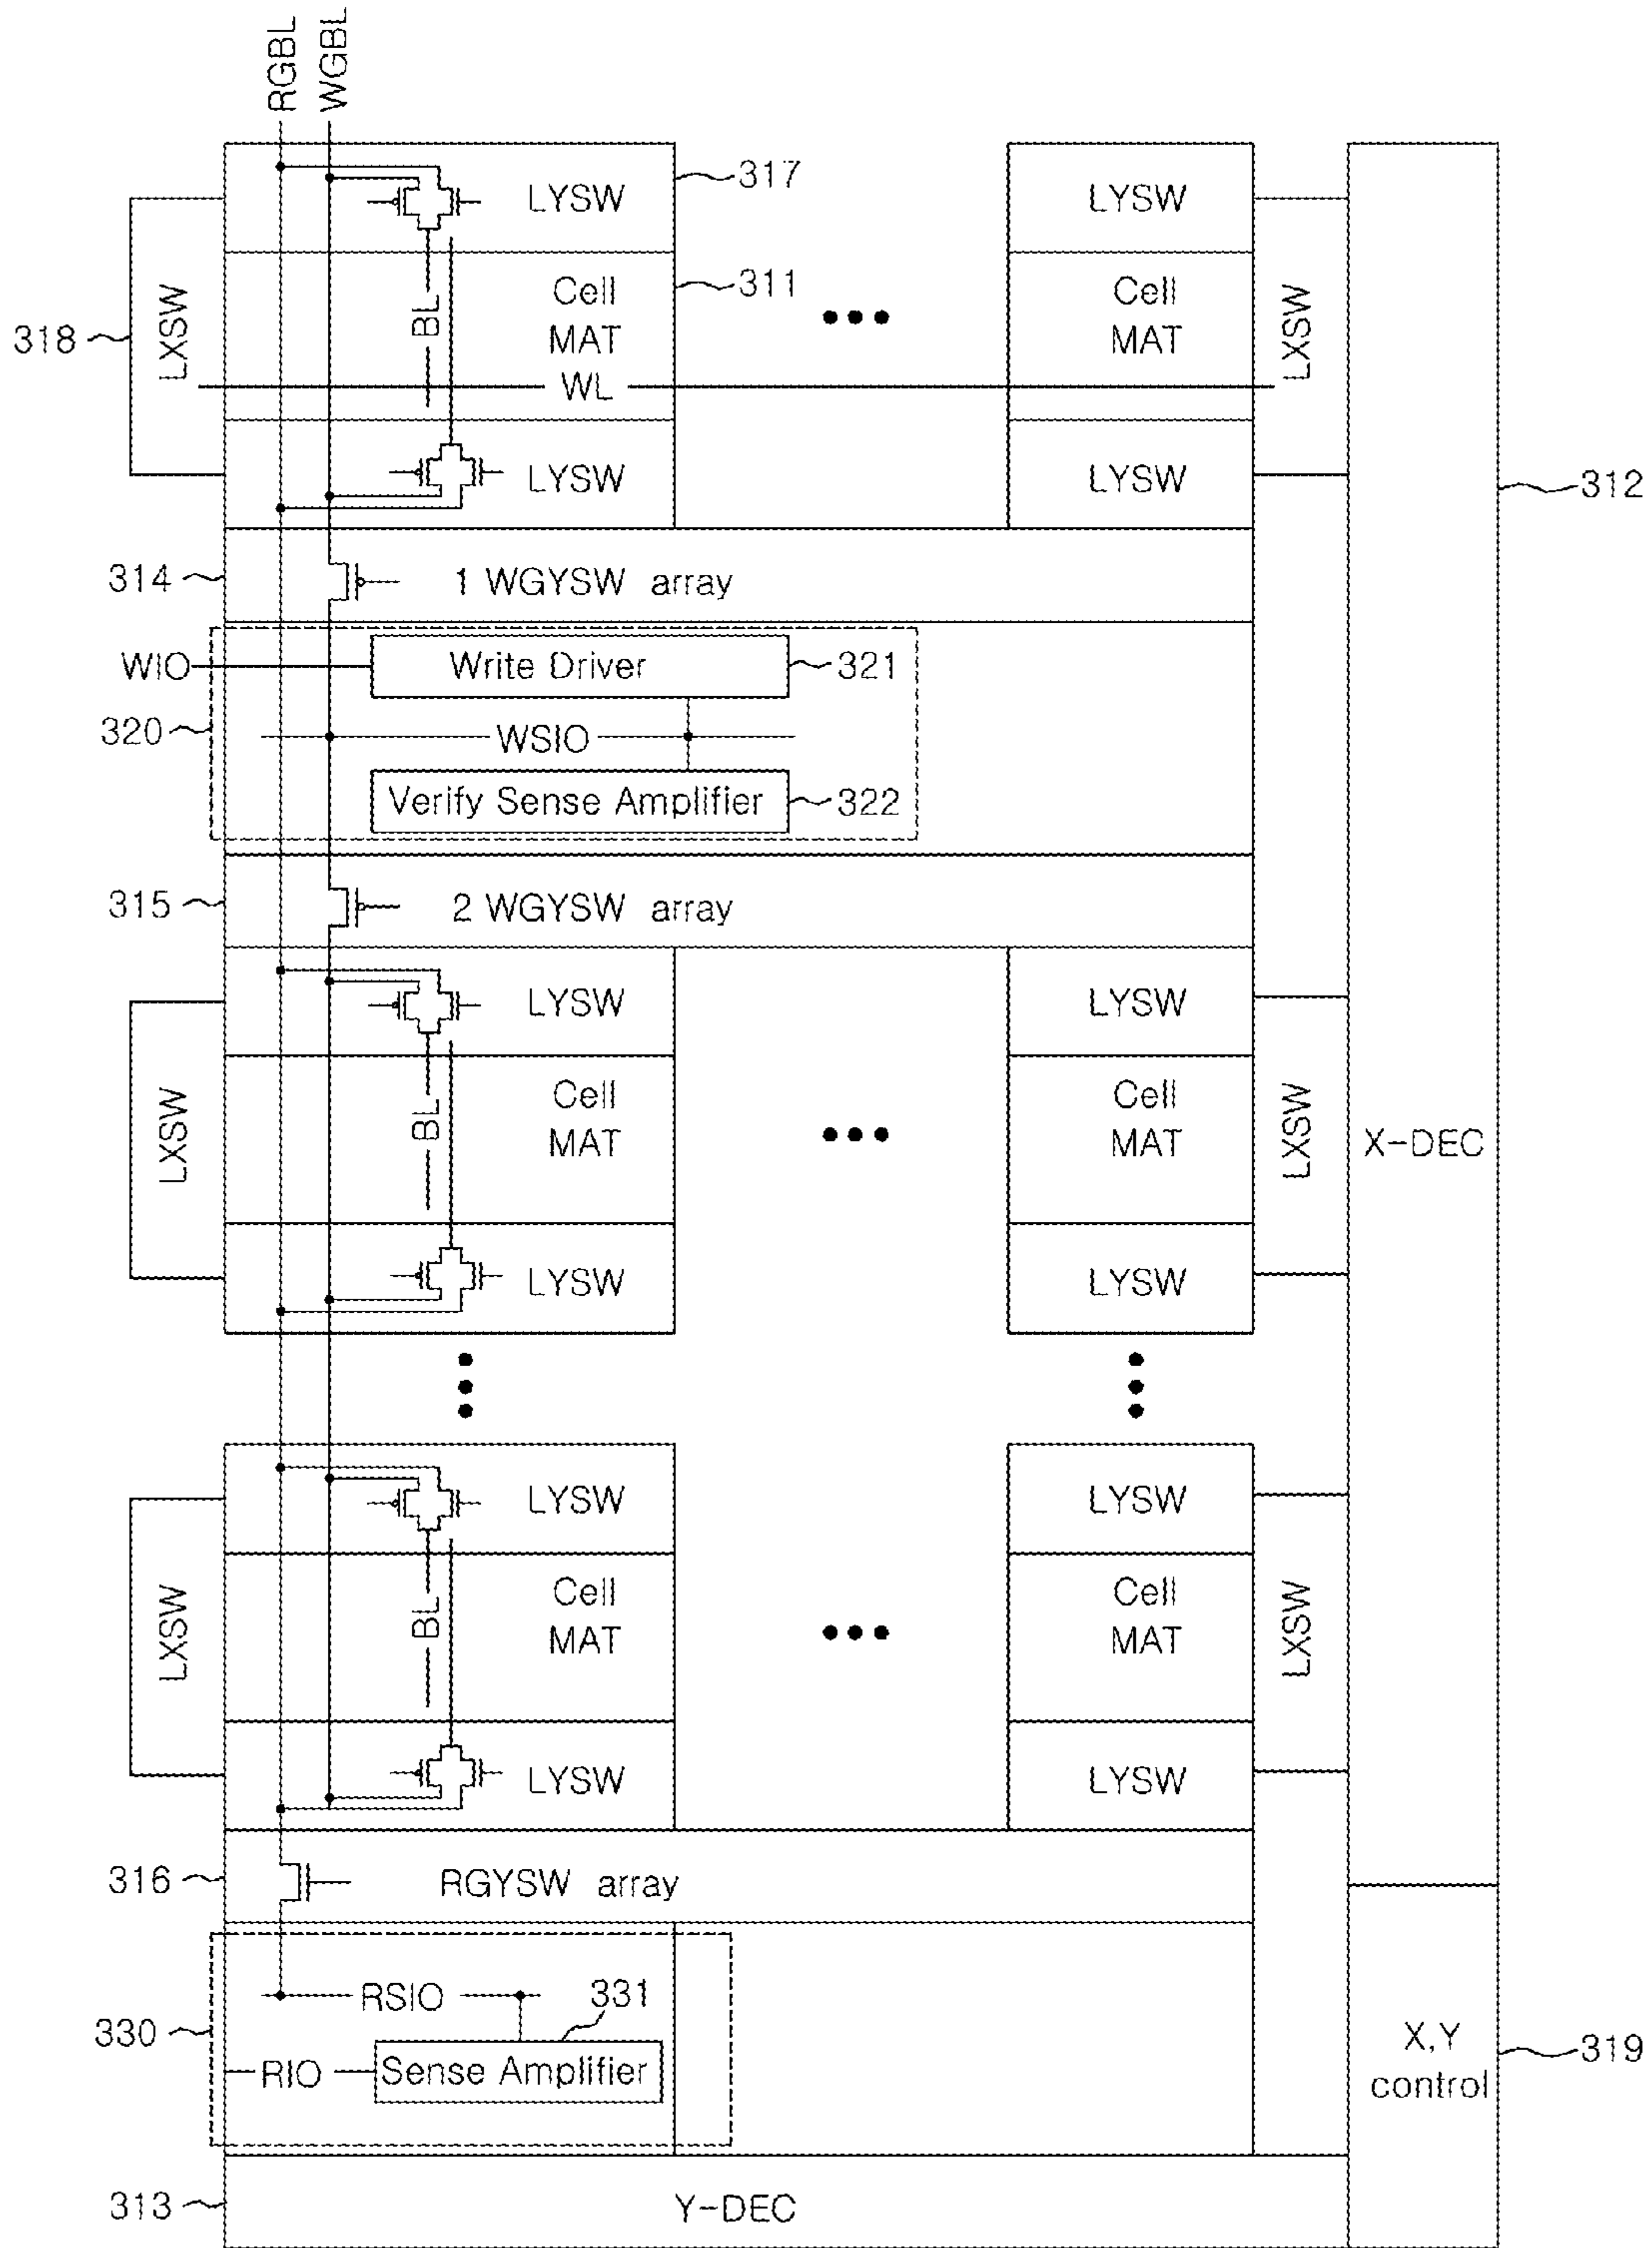 RGBL
WGBL
LYSW
317
LYSW
LXSW
Cell
MAT
311
Cell
MAT
LXSW
318
BL
WL
LYSW
LYSW
312
314
1 WGYSW array
WIO
Write Driver
321
320
WSIO
Verify Sense Amplifier
322
315
2 WGYSW array
LYSW
LYSW
LXSW
BL
Cell
MAT
Cell
MAT
LXSW
X-DEC
LYSW
LYSW
LYSW
LYSW
LXSW
BL
Cell
MAT
Cell
MAT
LXSW
LYSW
LYSW
316
RGYSW array
RSIO
331
330
RIO
Sense Amplifier
X,Y
control
319
313
Y-DEC